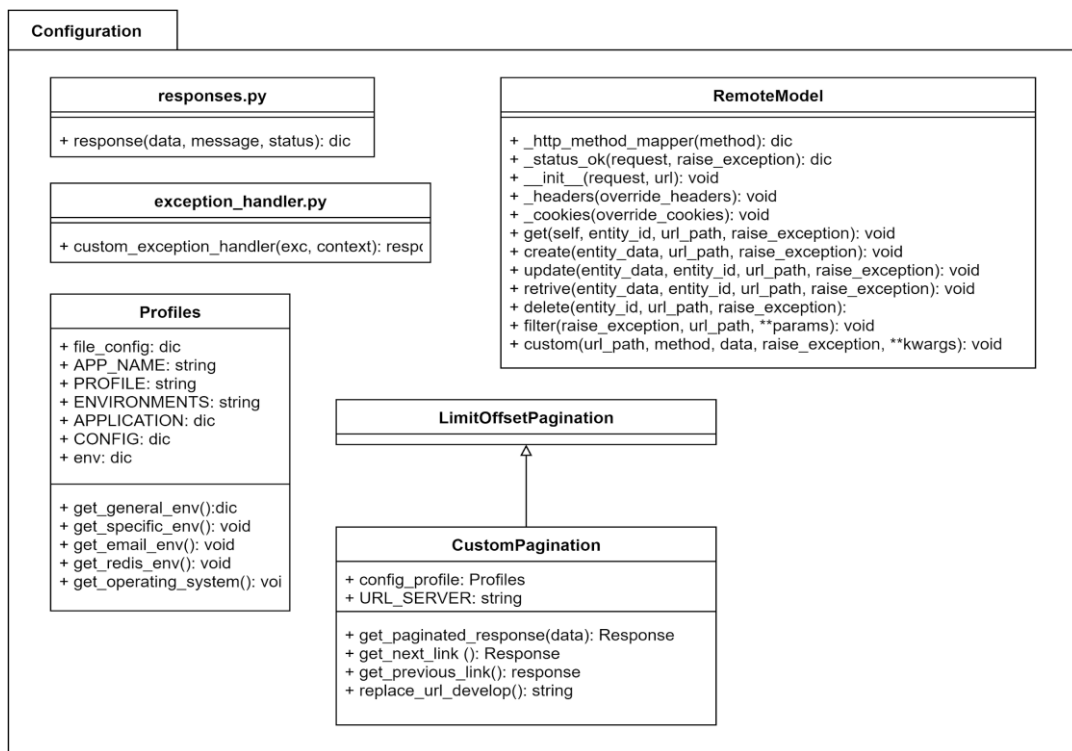 Configuration
responses.py
+ response(data, message, status): dic
exception_handler.py
+ custom_exception_handler(exc, context): respo
Profiles
+ file_config: dic
+ APP_NAME: string
+ PROFILE: string
+ ENVIRONMENTS: string
+ APPLICATION: dic
+ CONFIG: dic
+ env: dic
+ get_general_env():dic
+ get_specific_env(): void
+ get_email_env(): void
+ get_redis_env(): void
+ get_operating_system(): voi
RemoteModel
+ _http_method_mapper(method): dic
+ _status_ok(request, raise_exception): dic
+ __init__(request, url): void
+ _headers(override_headers): void
+ _cookies(override_cookies): void
+ get(self, entity_id, url_path, raise_exception): void
+ create(entity_data, url_path, raise_exception): void
+ update(entity_data, entity_id, url_path, raise_exception): void
+ retrive(entity_data, entity_id, url_path, raise_exception): void
+ delete(entity_id, url_path, raise_exception):
+ filter(raise_exception, url_path, **params): void
+ custom(url_path, method, data, raise_exception, **kwargs): void
LimitOffsetPagination
CustomPagination
+ config_profile: Profiles
+ URL_SERVER: string
+ get_paginated_response(data): Response
+ get_next_link (): Response
+ get_previous_link(): response
+ replace_url_develop(): string